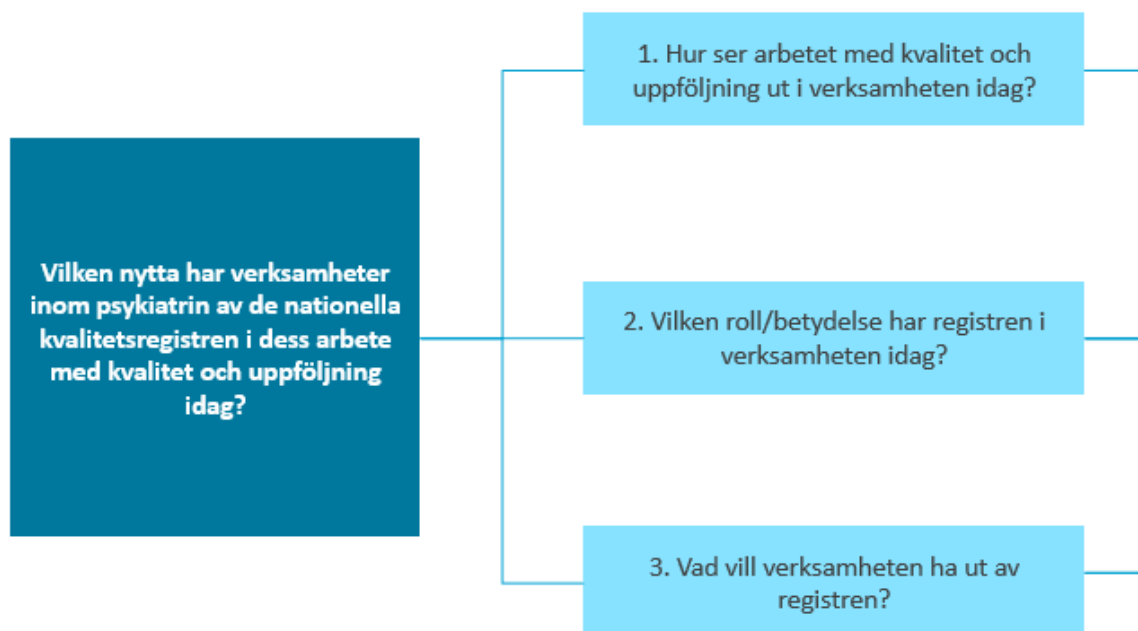 1. Hur ser arbetet med kvalitet och
uppföljning ut i verksamheten idag?
Vilken nytta har verksamheter
inom psykiatrin av de nationella
kvalitetsregistren i dess arbete
med kvalitet och uppföljning
idag?
2. Vilken roll/betydelse har registren i
verksamheten idag?
3. Vad vill verksamheten ha ut av
registren?